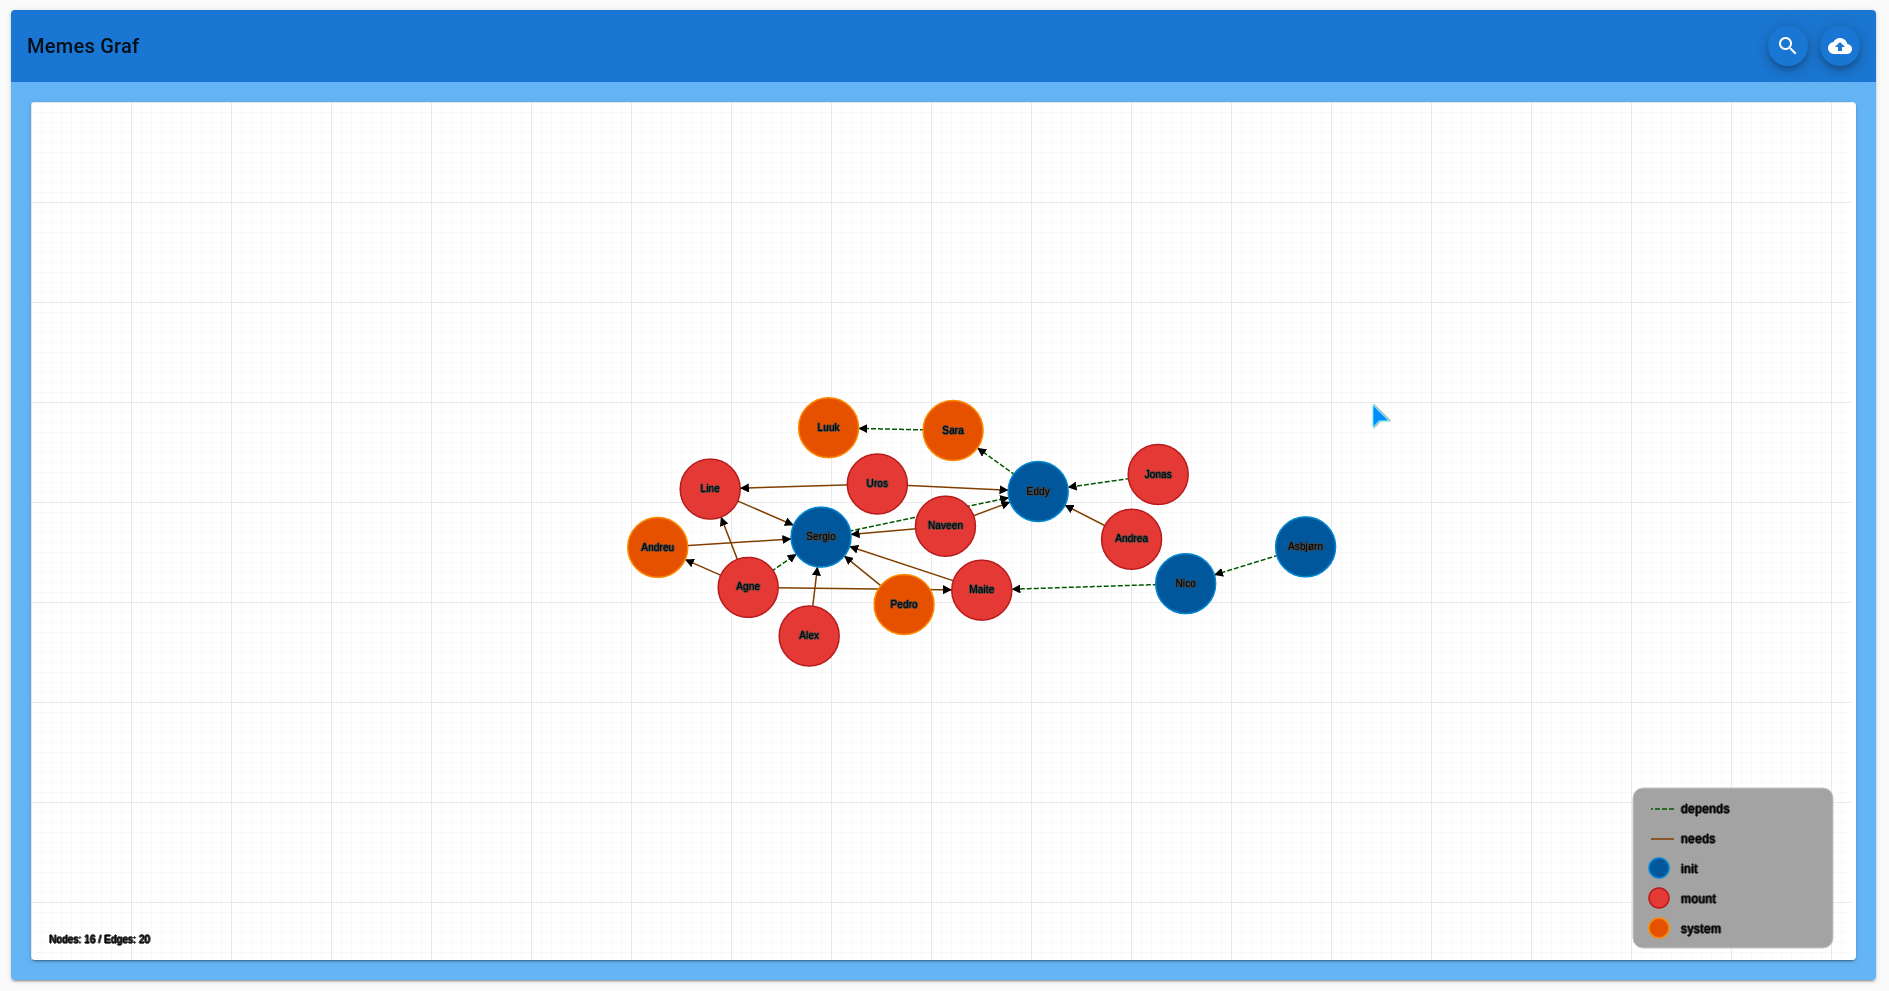 Memes Graf
Luuk
Sara
Line
Uros
Eddy
Jonas
Naveen
Sergio
Andreu
Andrea
Asbjørn
Agne
Nico
Maite
Pedro
Alex
depends
needs
init
mount
system
Nodes: 16 / Edges: 20